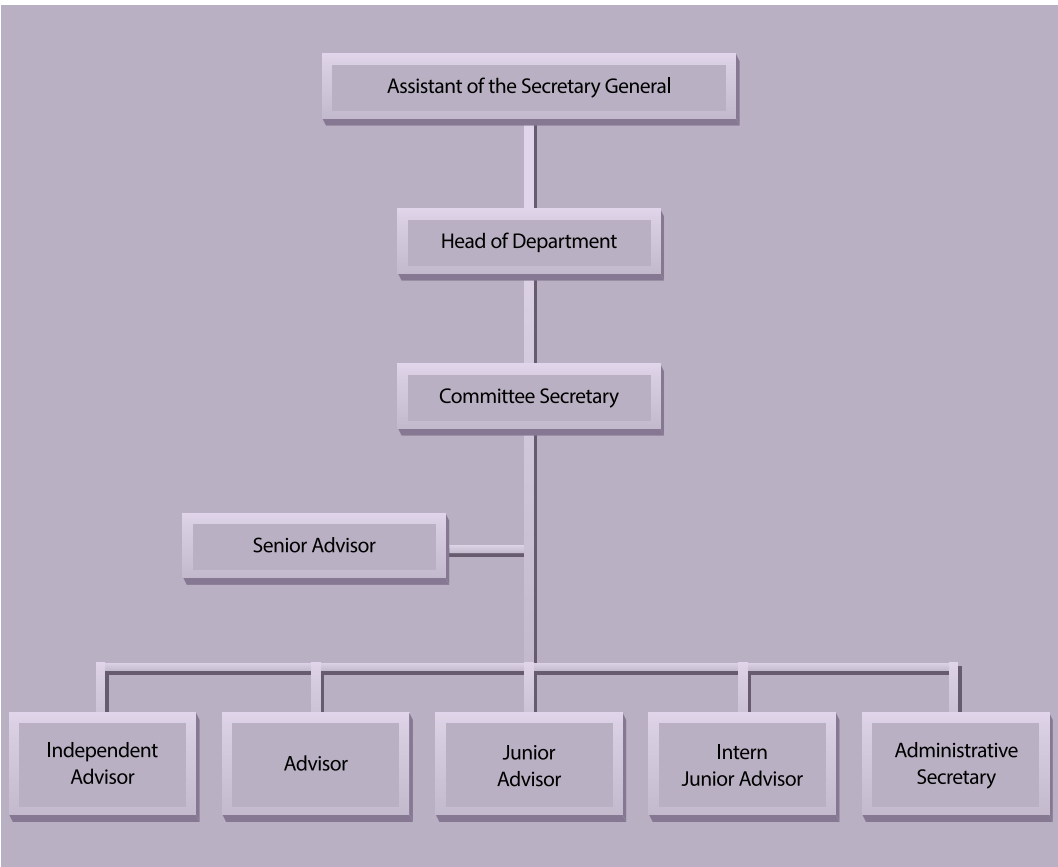 Assistant of the Secretary General
Head of Department
Committee Secretary
Senior Advisor
Independent
Advisor
Advisor
Junior
Advisor
Intern
Junior Advisor
Administrative
Secretary